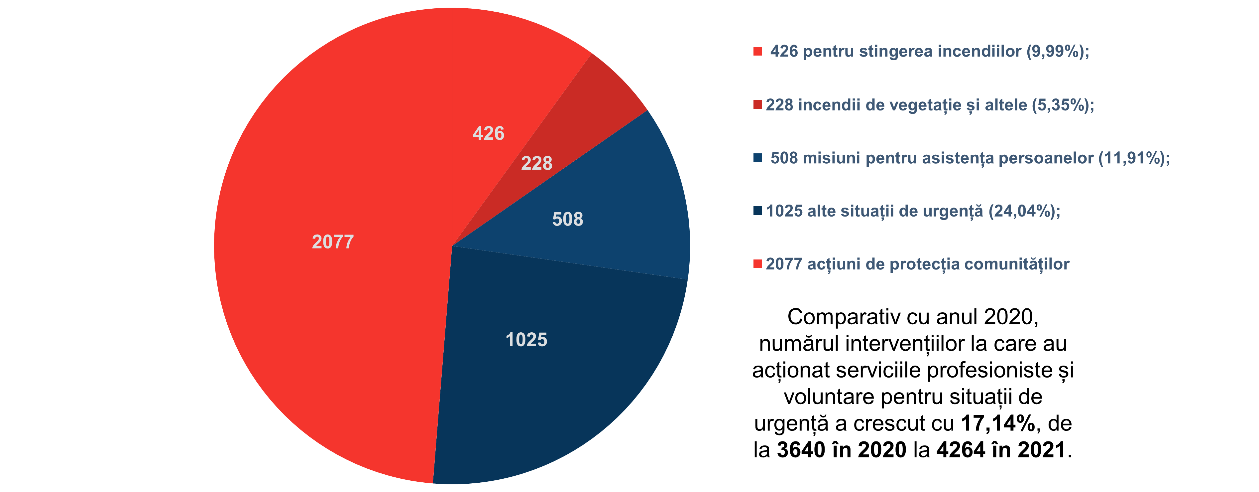 426
228
508
2077
1025
426 pentru stingerea incendiilor (9,99%);
228 incendii de vegetație și altele (5,35%);
508 misiuni pentru asistența persoanelor (11,91%);
1025 alte situații de urgență (24,04%);
2077 acțiuni de protecția comunităților
Comparativ cu anul 2020,
numărul intervențiilor la care au
acționat serviciile profesioniste și
voluntare pentru situații de
urgență a crescut cu 17,14%, de
la 3640 în 2020 la 4264 în 2021.